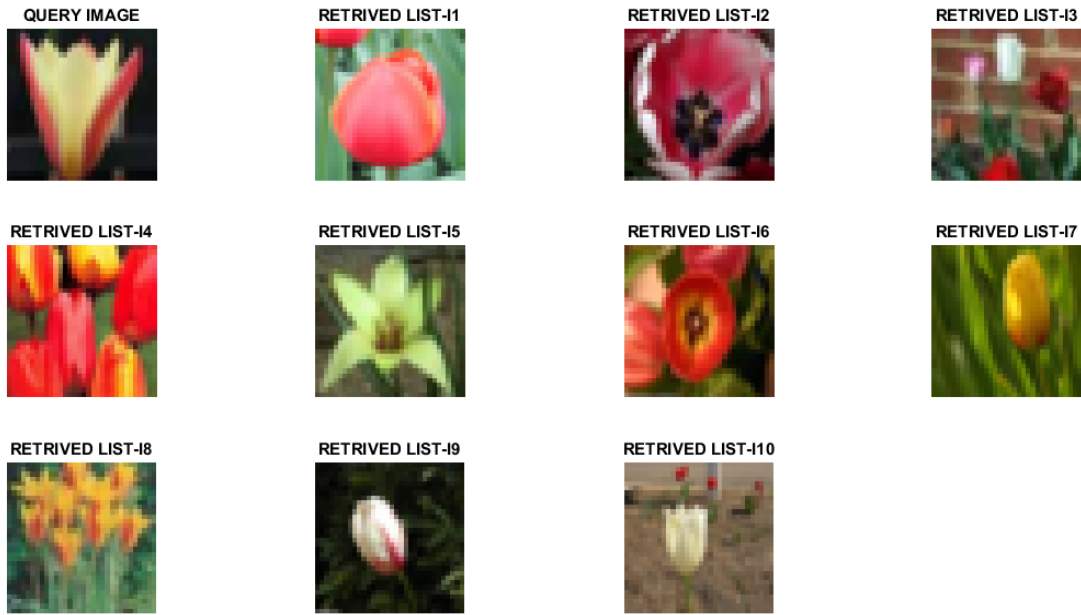 QUERY IMAGE
RETRIVED LIST-I1
RETRIVED LIST-I2
RETRIVED LIST-I3
RETRIVED LIST-I4
RETRIVED LIST-I5
RETRIVED LIST-I6
RETRIVED LIST-I7
RETRIVED LIST-I8
RETRIVED LIST-I9
RETRIVED LIST-I10